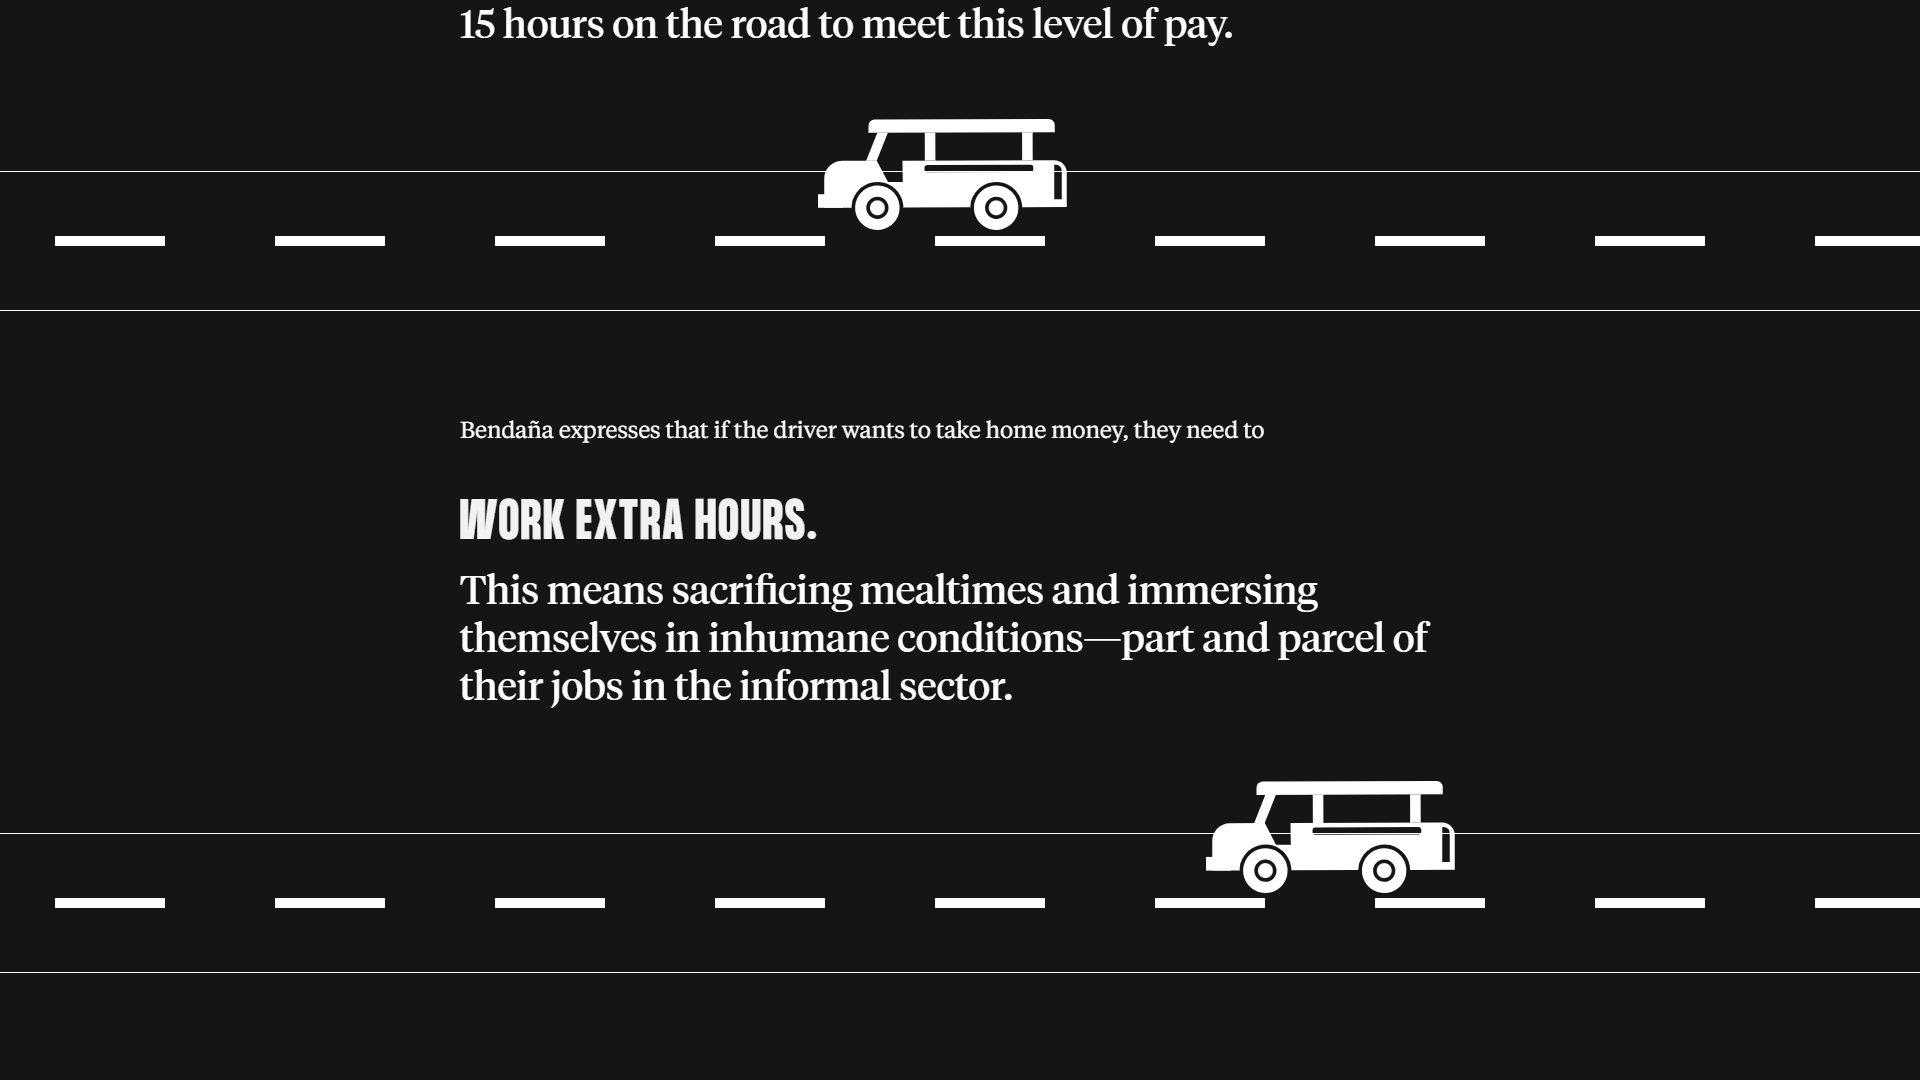 15 hours on the road to meet this level of pay.
Bendaña expresses that if the driver wants to take home money, they need to
WORK EXTRA HOURS.
This means sacrificing mealtimes and immersing
themselves in inhumane conditions—part and parcel of
their jobs in the informal sector.